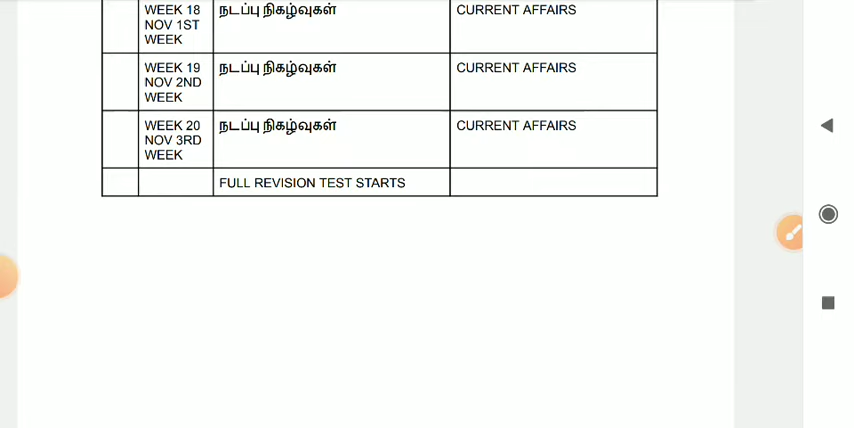 WEEK 18 நடப்பு நிகழ்வுகள் CURRENT AFFAIRS
NOV 1ST
WEEK
WEEK 19 நடப்பு நிகழ்வுகள் CURRENT AFFAIRS
NOV 2ND
WEEK
WEEK 20 நடப்பு நிகழ்வுகள் CURRENT AFFAIRS
NOV 3RD
WEEK
FULL REVISION TEST STARTS